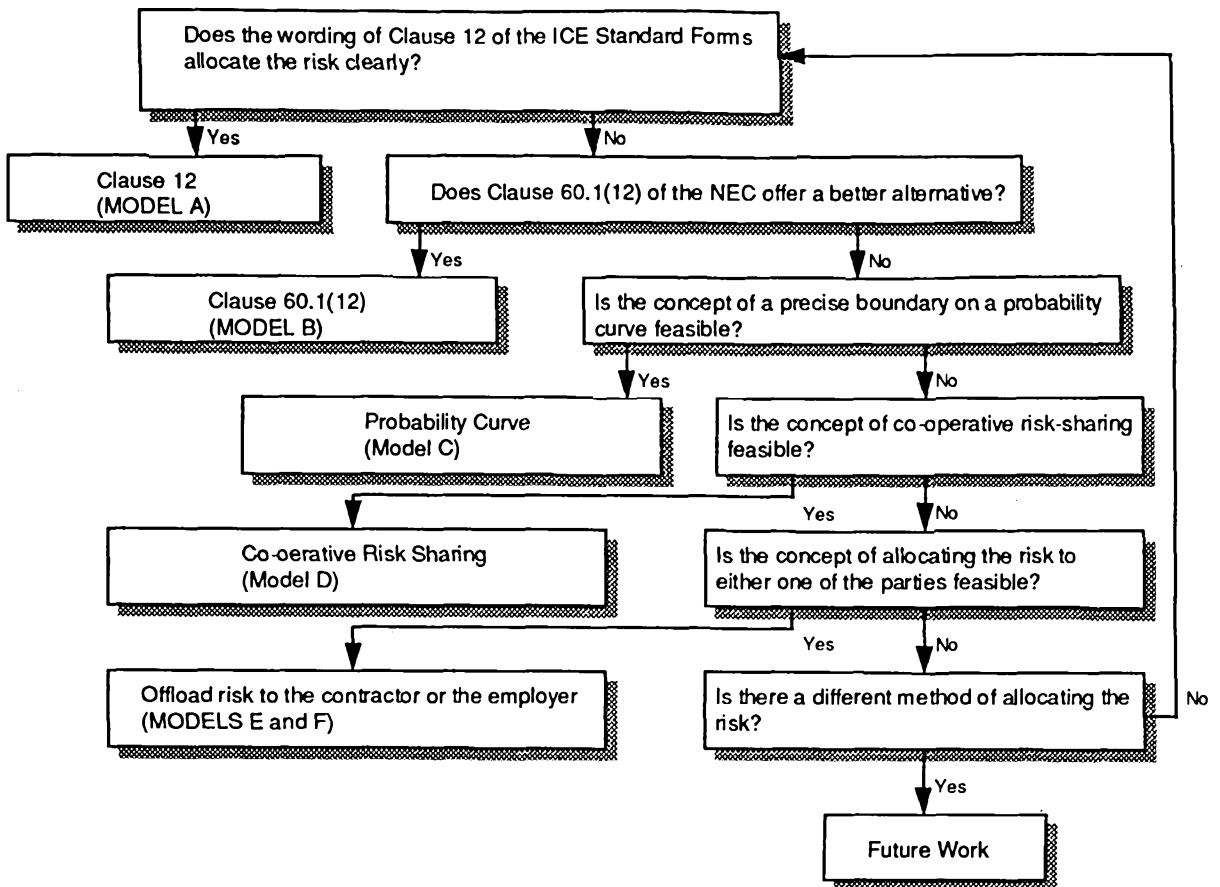 Does the wording of Clause 12 of the ICE Standard Forms
allocate the risk clearly?
Yes
No
Clause 12
(MODEL A)
Does Clause 60.1(12) of the NEC offer a better alternative?
Yes
No
Clause 60.1(12)
(MODEL B)
Is the concept of a precise boundary on a probability
curve feasible?
Yes
No
Probability Curve
(Model C)
Is the concept of co-operative risk-sharing
feasible?
Yes
No
Co-oerative Risk Sharing
(Model D)
Is the concept of allocating the risk to
either one of the parties feasible?
Yes
No
Offload risk to the contractor or the employer
(MODELS E and F)
Is there a different method of allocating the
risk?
No
Yes
Future Work